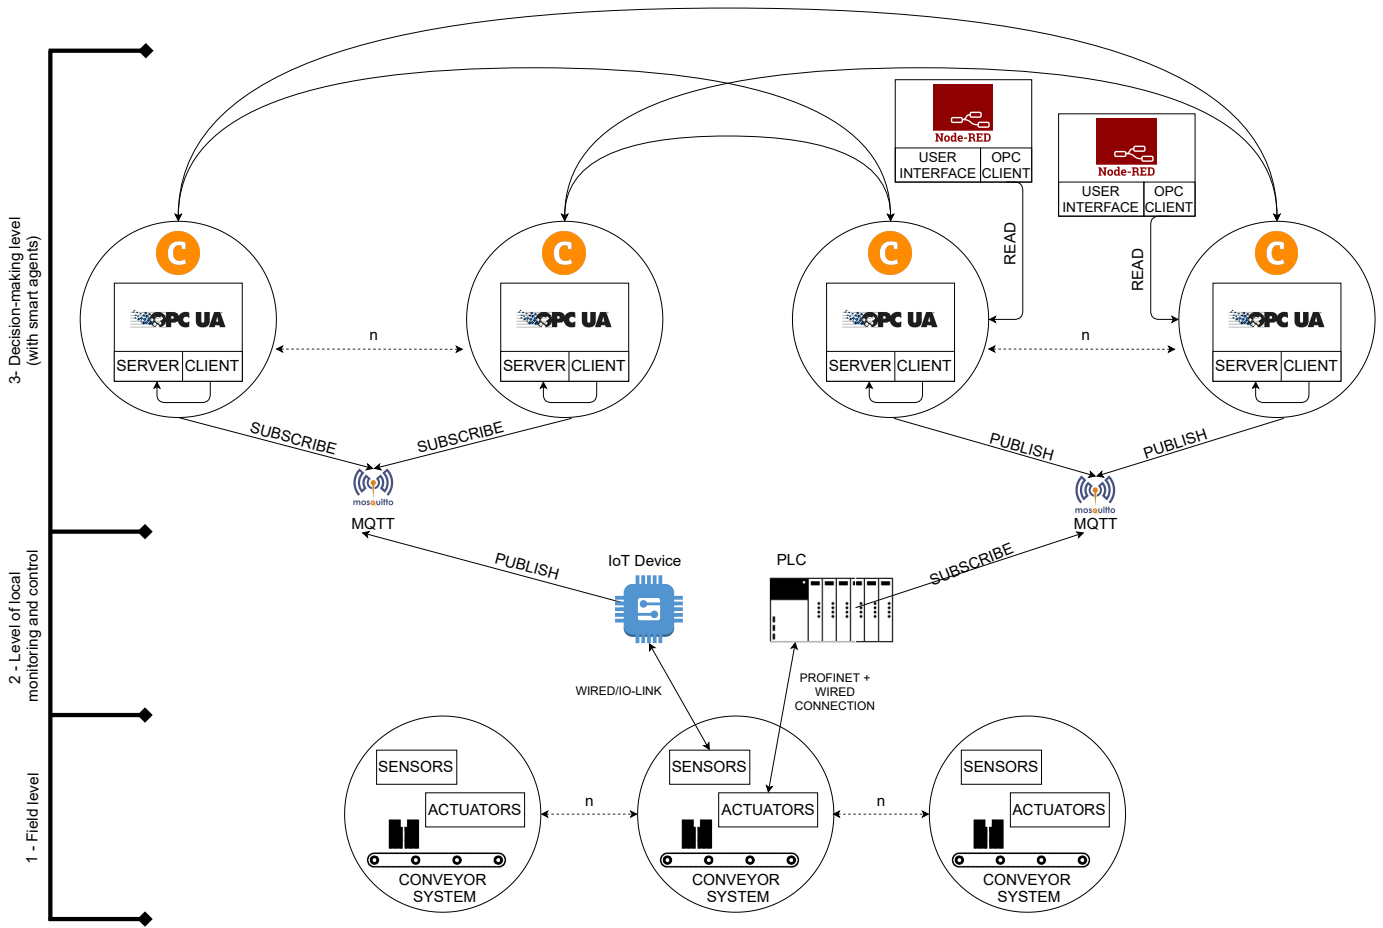 3- Decision-making level
(with smart agents)
2 - Level of local
monitoring and control
1 - Field level
Node-RED
USER
INTERFACE
OPC
CLIENT
READ
Node-RED
USER
INTERFACE
OPC
CLIENT
READ
C
OPC UA
SERVER
CLIENT
n
C
OPC UA
SERVER
CLIENT
C
OPC UA
SERVER
CLIENT
n
C
OPC UA
SERVER
CLIENT
SUBSCRIBE
SUBSCRIBE
PUBLISH
PUBLISH
mosquitto
MQTT
mosquitto
MQTT
PUBLISH
IoT Device
PLC
SUBSCRIBE
WIRED/IO-LINK
PROFINET +
WIRED
CONNECTION
SENSORS
ACTUATORS
CONVEYOR
SYSTEM
n
SENSORS
ACTUATORS
CONVEYOR
SYSTEM
n
SENSORS
ACTUATORS
CONVEYOR
SYSTEM